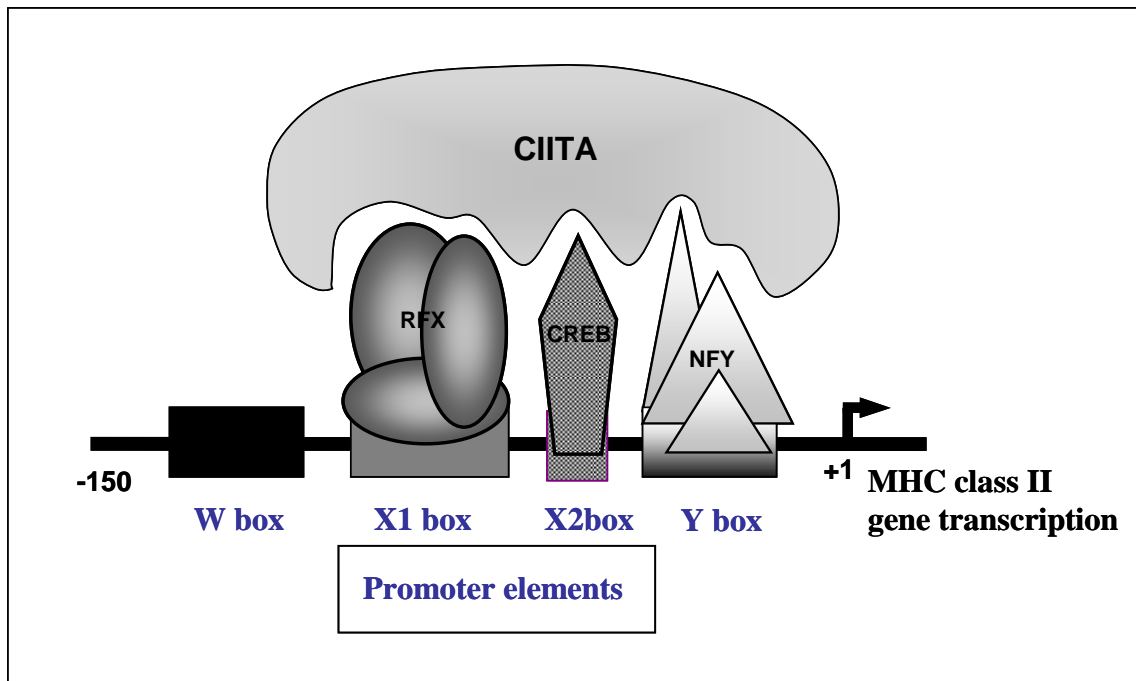 CIITA
RFX
CREB
NFY
-150
+1
MHC class II
gene transcription
W box
X1 box
X2box
Y box
Promoter elements